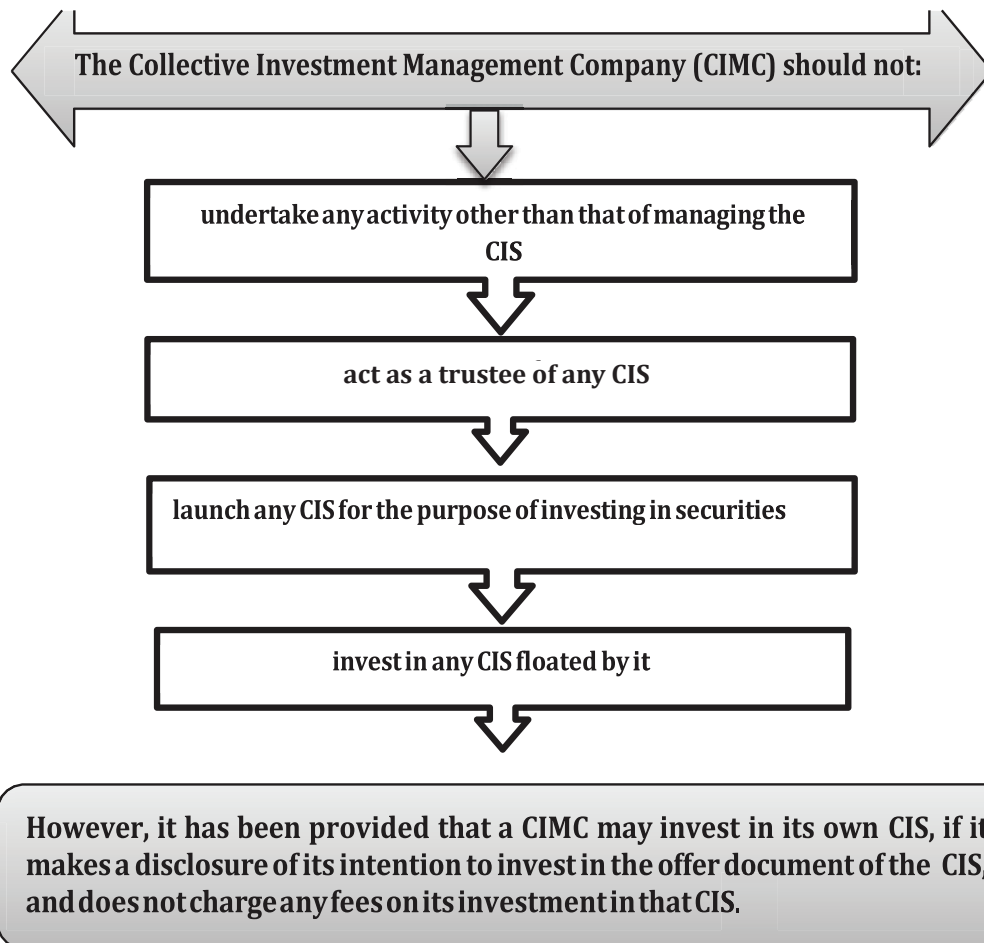 The Collective Investment Management Company (CIMC) should not:
undertake any activity other than that of managing the
CIS
act as a trustee of any CIS
launch any CIS for the purpose of investing in securities
invest in any CIS floated by it
However, it has been provided that a CIMC may invest in its own CIS, if it
makes a disclosure of its intention to invest in the offer document of the CIS,
and does not charge any fees on its investment in that CIS.